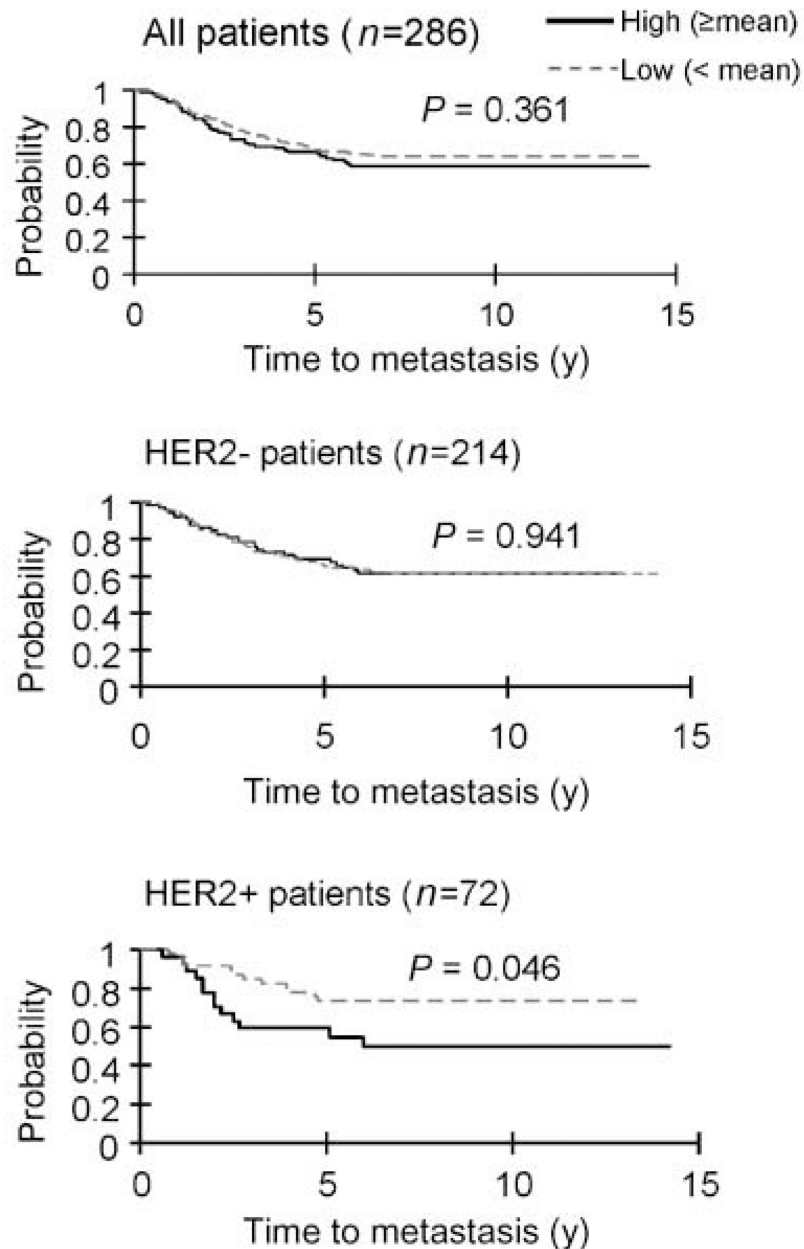 All patients (n=286)
High (≥mean)
Low (< mean)
P = 0.361
Probability
1
0.8
0.6
0.4
0.2
0
0 5 10 15
Time to metastasis (y)
HER2- patients (n=214)
P = 0.941
Probability
1
0.8
0.6
0.4
0.2
0
0 5 10 15
Time to metastasis (y)
HER2+ patients (n=72)
P = 0.046
Probability
1
0.8
0.6
0.4
0.2
0
0 5 10 15
Time to metastasis (y)